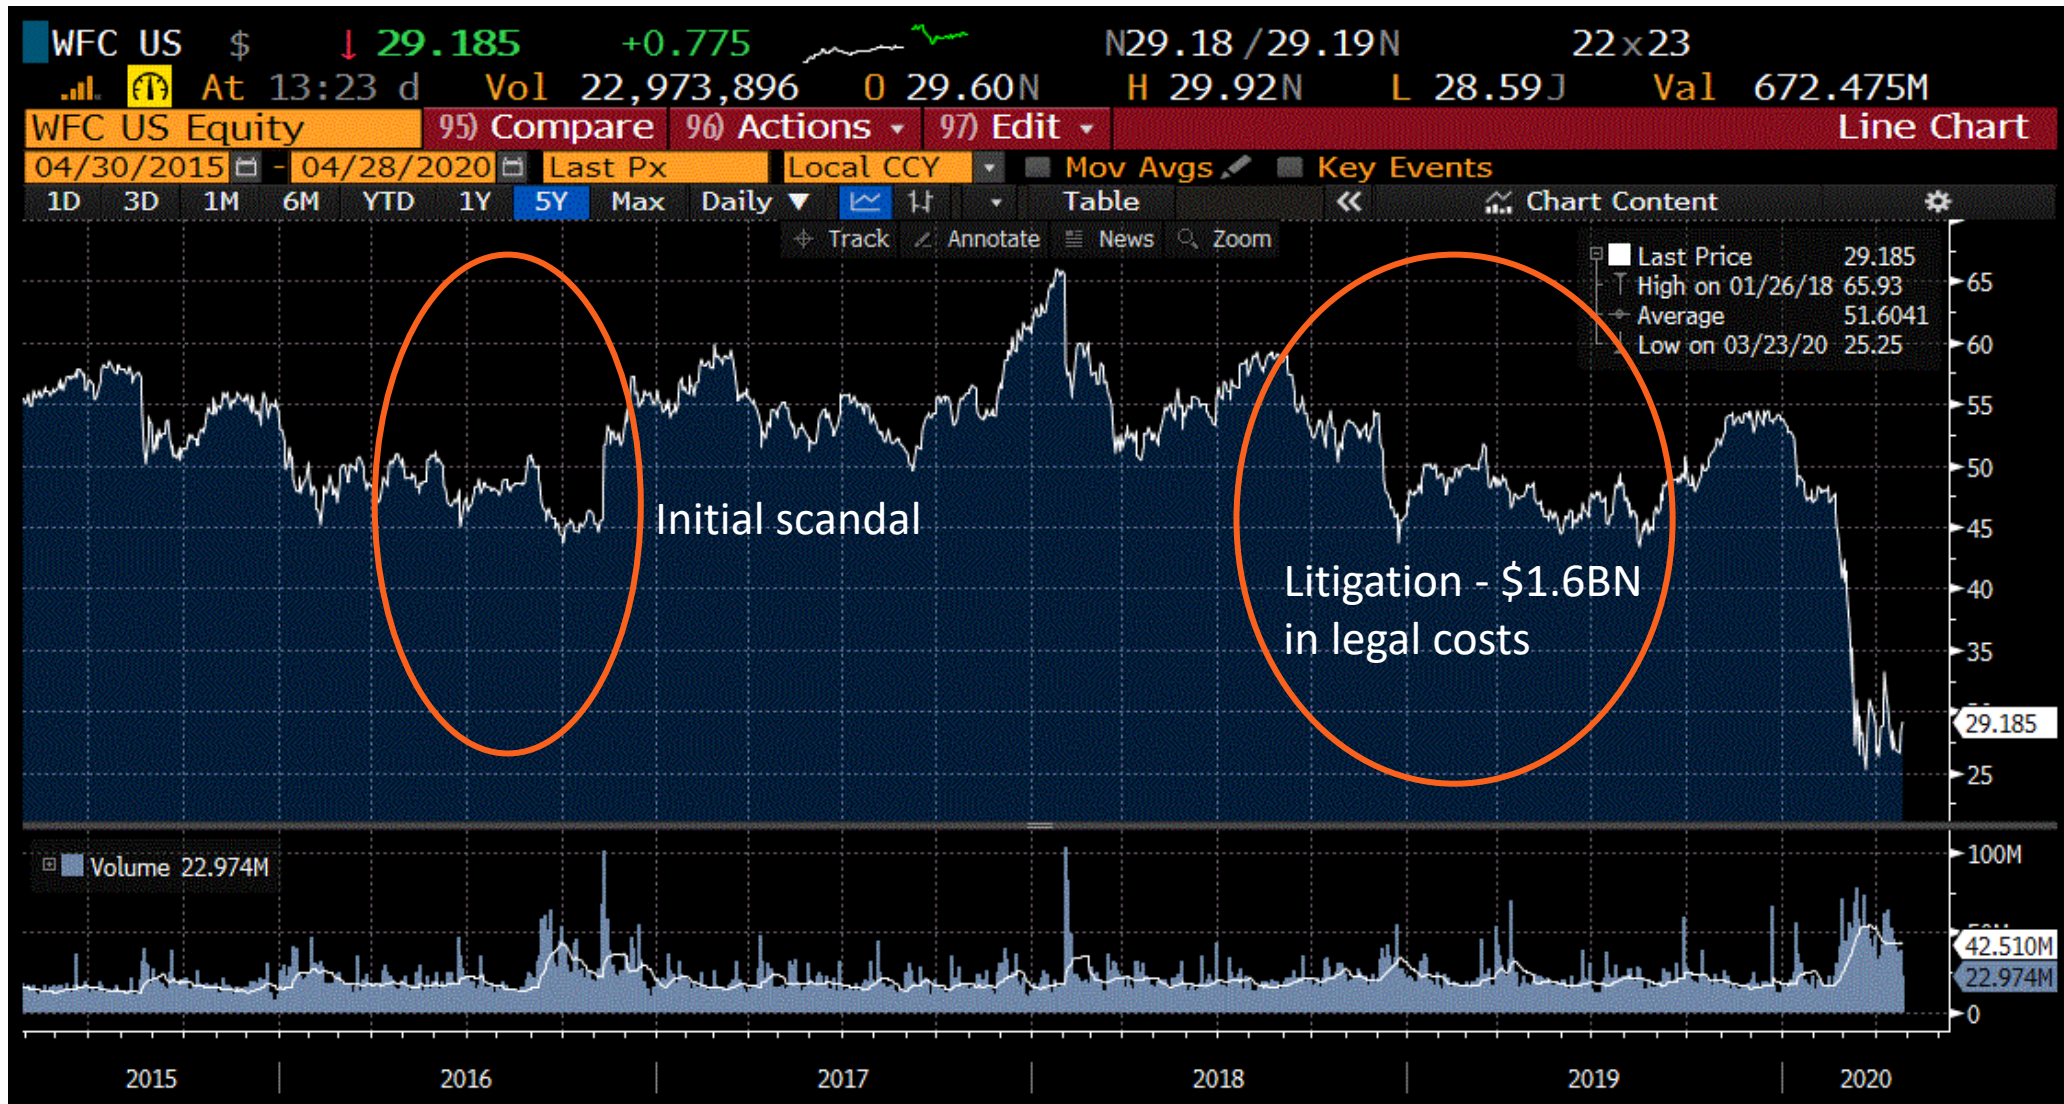 WFC US $ ↓ 29.185 +0.775 N29.18 / 29.19N 22x23
At 13:23 d Vol 22,973,896 O 29.60N H 29.92N L 28.59J Val 672.475M
WFC US Equity 95) Compare 96) Actions 97) Edit Line Chart
04/30/2015 - 04/28/2020 Last Px Local CCY Mov Avgs Key Events
1D 3D 1M 6M YTD 1Y 5Y Max Daily ▼ Table « Chart Content
Track Annotate News Zoom
Last Price 29.185
High on 01/26/18 65.93
Average 51.6041
Low on 03/23/20 25.25
65
60
55
50
45
40
35
29.185
25
Initial scandal
Litigation - $1.6BN
in legal costs
Volume 22.974M
100M
42.510M
22.974M
0
2015 2016 2017 2018 2019 2020